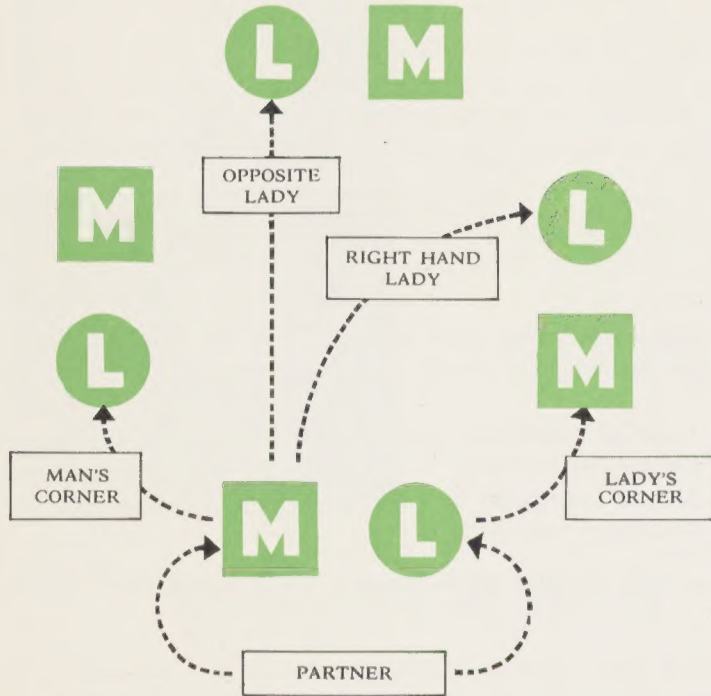 L M
OPPOSITE
LADY
M
L
RIGHT HAND
LADY
L
M
MAN'S
CORNER
LADY'S
CORNER
M L
PARTNER